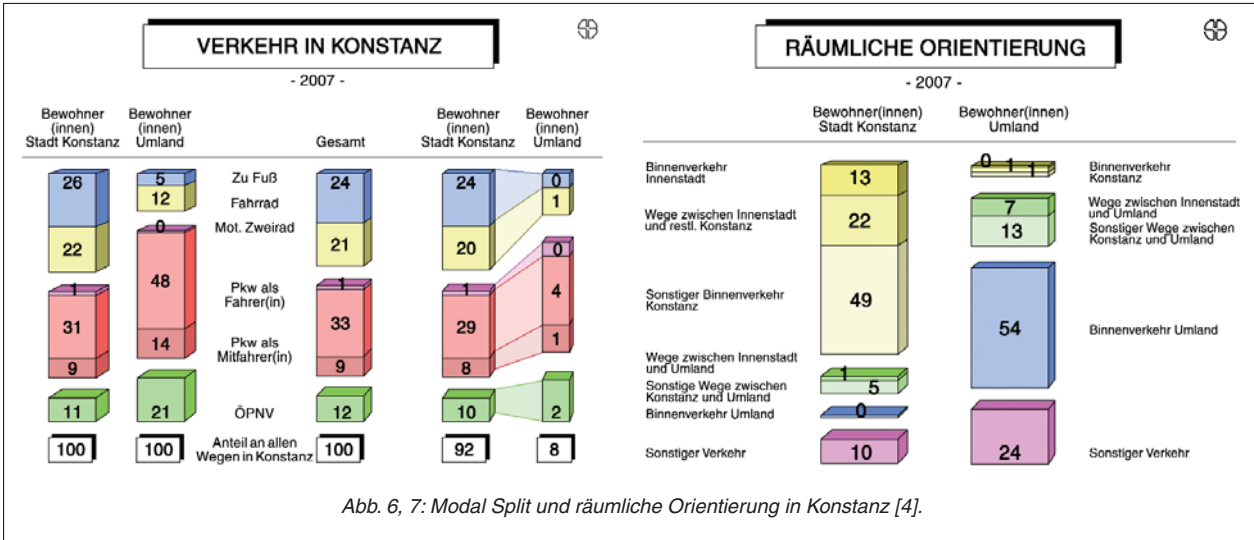 VERKEHR IN KONSTANZ
- 2007 -
Bewohner (innen) Stadt Konstanz
Bewohner (innen) Umland
Gesamt
Bewohner (innen) Stadt Konstanz
Bewohner (innen) Umland
26 5 Zu Fuß 24 24 0
22 12 Fahrrad 21 20 1
1 0 Mot. Zweirad 1 1 0
31 48 Pkw als Fahrer(in) 33 29 4
9 14 Pkw als Mitfahrer(in) 9 8 1
11 21 ÖPNV 12 10 2
100 100 Anteil an allen Wegen in Konstanz 100 92 8
RÄUMLICHE ORIENTIERUNG
- 2007 -
Bewohner(innen) Stadt Konstanz
Bewohner(innen) Umland
Binnenverkehr Innenstadt 13
Wege zwischen Innenstadt und restl. Konstanz 22
Sonstiger Binnenverkehr Konstanz 49
Wege zwischen Innenstadt und Umland 1
Sonstige Wege zwischen Konstanz und Umland 5
Binnenverkehr Umland 0
Sonstiger Verkehr 10
0 1 1 Binnenverkehr Konstanz
7 Wege zwischen Innenstadt und Umland
13 Sonstiger Wege zwischen Konstanz und Umland
54 Binnenverkehr Umland
24 Sonstiger Verkehr
Abb. 6, 7: Modal Split und räumliche Orientierung in Konstanz [4].